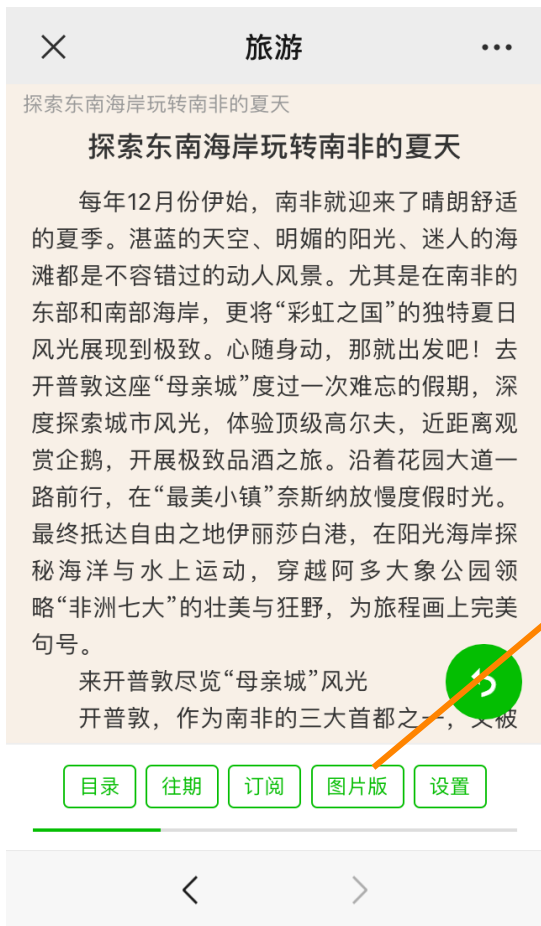 旅游
探索东南海岸玩转南非的夏天
探索东南海岸玩转南非的夏天
每年12月份伊始，南非就迎来了晴朗舒适
的夏季。湛蓝的天空、明媚的阳光、迷人的海
滩都是不容错过的动人风景。尤其是在南非的
东部和南部海岸，更将“彩虹之国”的独特夏日
风光展现到极致。心随身动，那就出发吧！去
开普敦这座“母亲城”度过一次难忘的假期，深
度探索城市风光，体验顶级高尔夫，近距离观
赏企鹅，开展极致品酒之旅。沿着花园大道一
路前行，在“最美小镇”奈斯纳放慢度假时光。
最终抵达自由之地伊丽莎白港，在阳光海岸探
秘海洋与水上运动，穿越阿多大象公园领
略“非洲七大”的壮美与狂野，为旅程画上完美
句号。
来开普敦尽览“母亲城”风光
开普敦，作为南非的三大首都之一，又被
目录 往期 订阅 图片版 设置